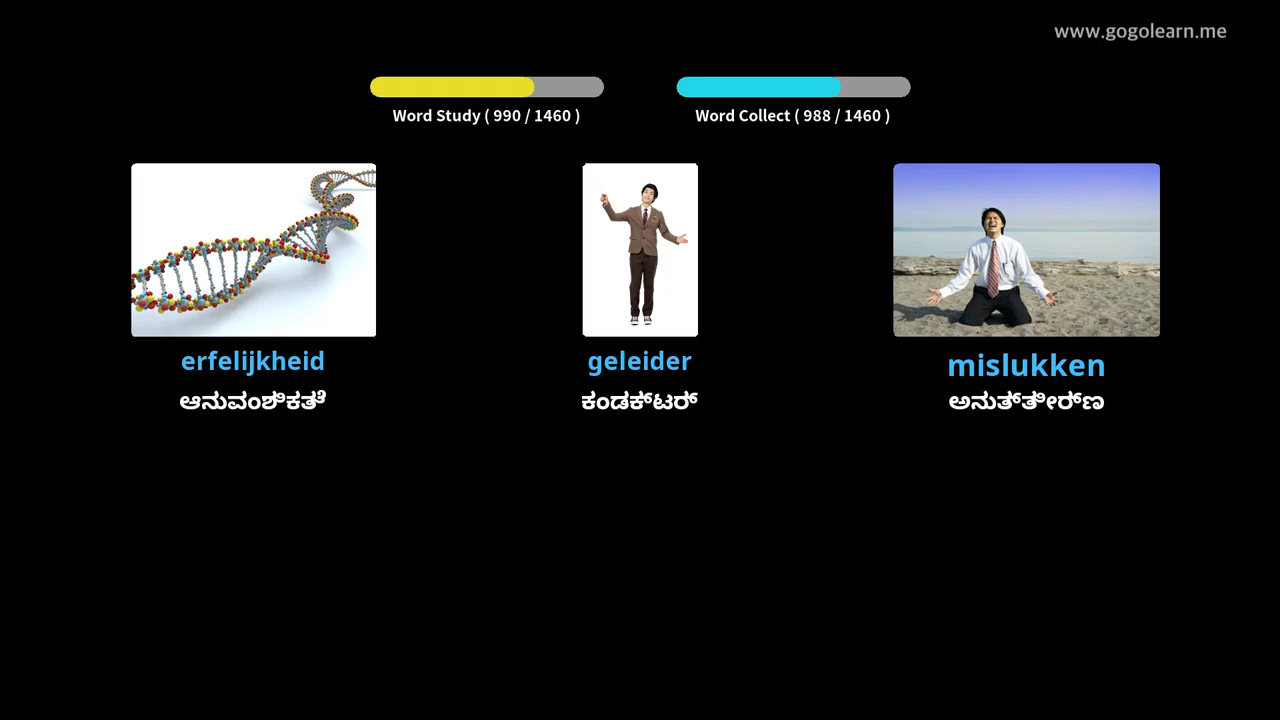 www.gogolearn.me
Word Study ( 990 / 1460 )
Word Collect ( 988 / 1460 )
erfelijkheid
geleider
mislukken
ಆನುವಂಶಿಕತೆ
ಕಂಡಕ್ಟರ್
ಅನುತ್ತೀರ್ಣ